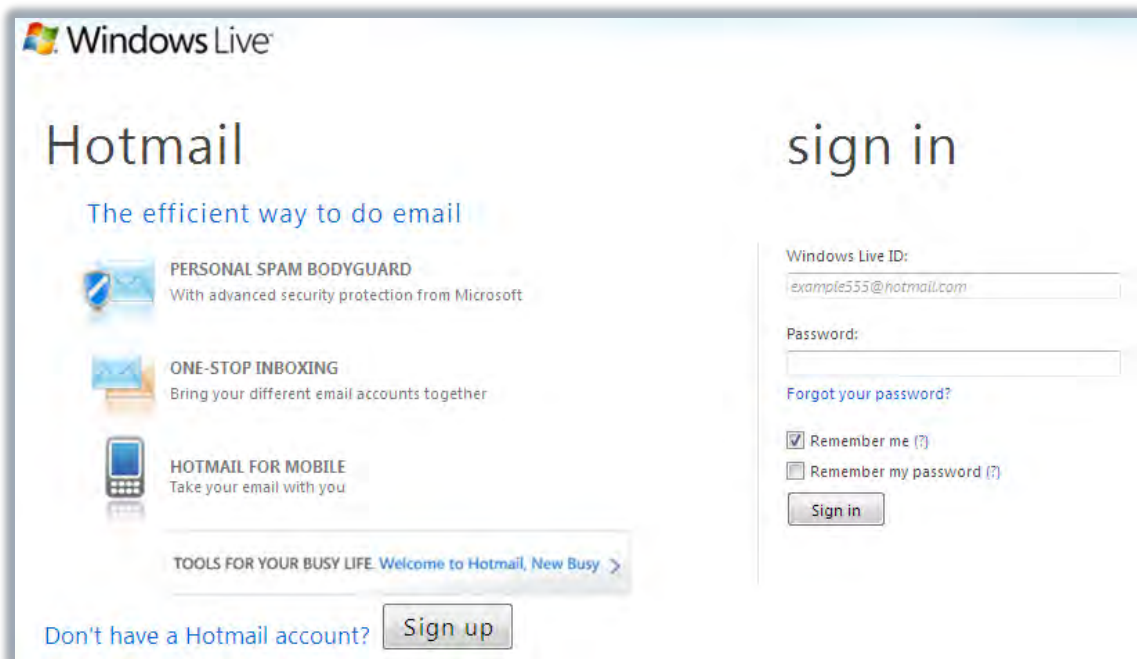 Windows Live
Hotmail
The efficient way to do email
PERSONAL SPAM BODYGUARD
With advanced security protection from Microsoft
ONE-STOP INBOXING
Bring your different email accounts together
HOTMAIL FOR MOBILE
Take your email with you
TOOLS FOR YOUR BUSY LIFE. Welcome to Hotmail, New Busy >
Don't have a Hotmail account? Sign up
sign in
Windows Live ID:
example555@hotmail.com
Password:
Forgot your password?
Remember me (?)
Remember my password (?)
Sign in